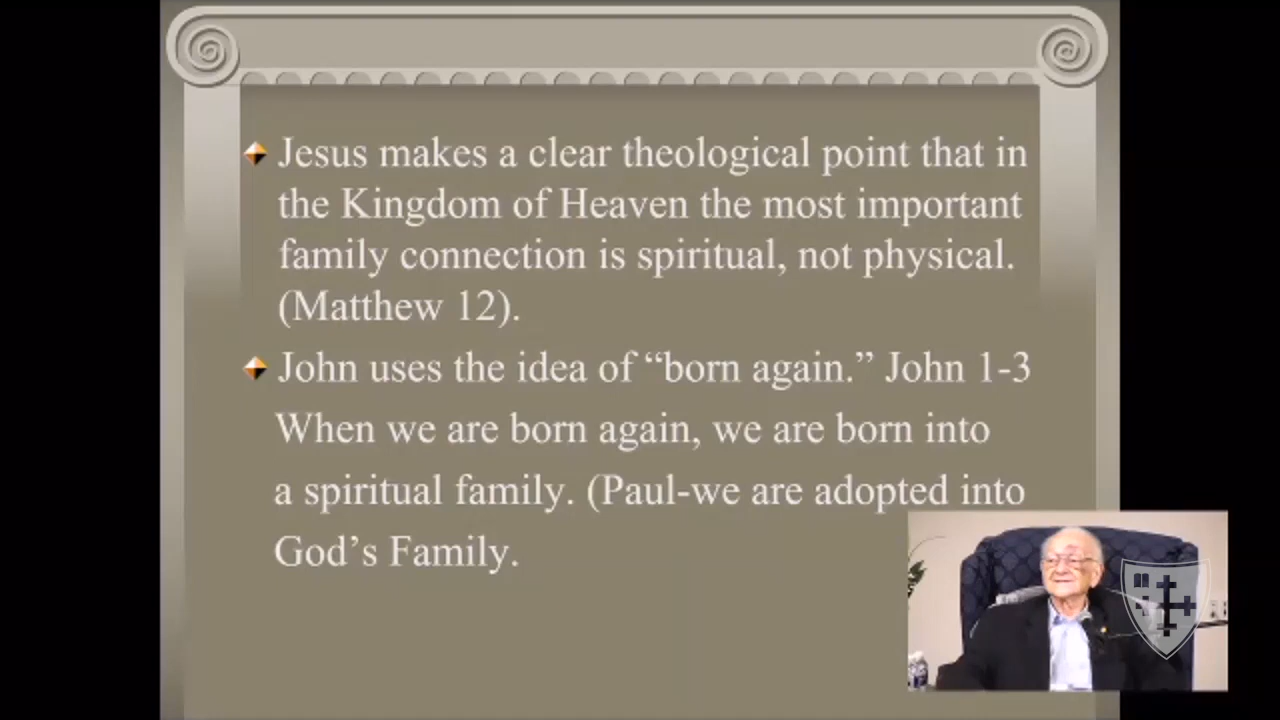 Jesus makes a clear theological point that in
the Kingdom of Heaven the most important
family connection is spiritual, not physical.
(Matthew 12).
John uses the idea of “born again.” John 1-3
When we are born again, we are born into
a spiritual family. (Paul-we are adopted into
God’s Family.